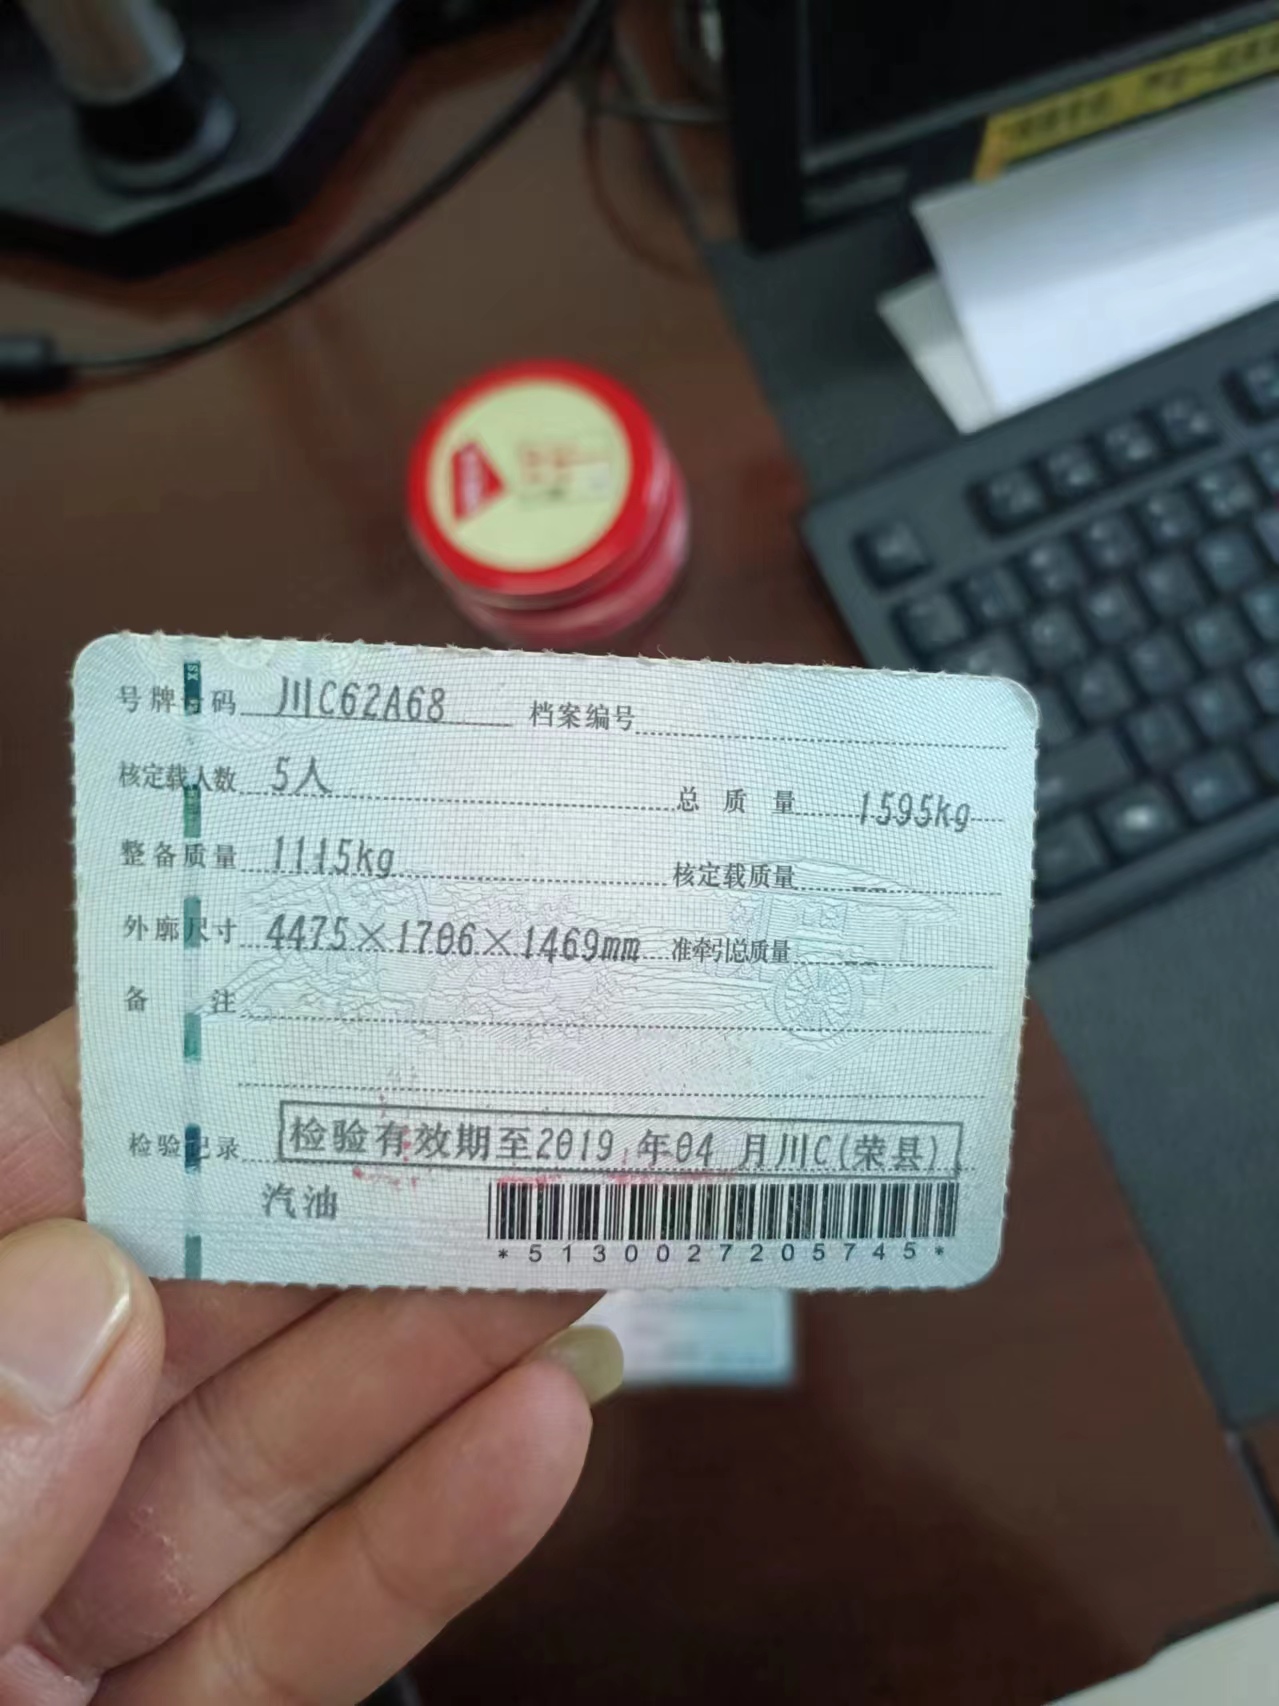 号牌号码 川C62A68 档案编号
核定载人数 5人 总质量 1595kg
整备质量 1115kg 核定载质量 --
外廓尺寸 4475×1706×1469mm 准牵引总质量 --
备注
检验记录 检验有效期至2019年04月川C(荣县)
汽油
*5130027205745*